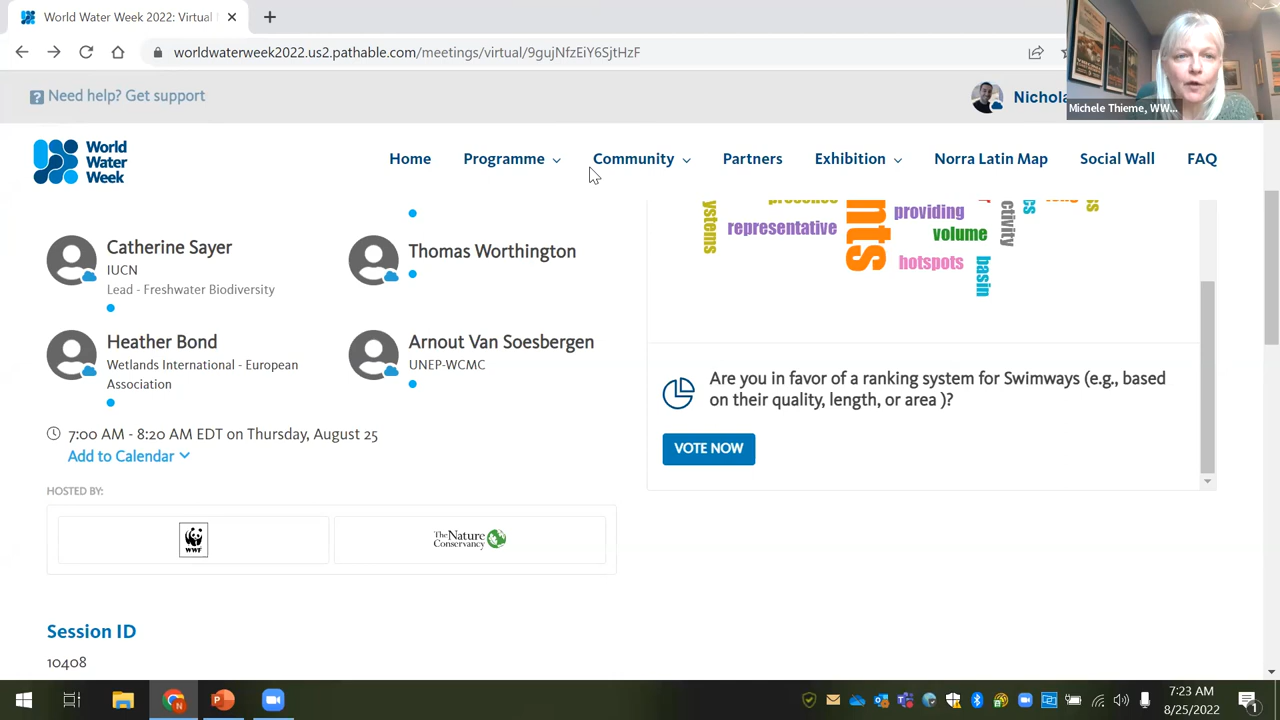 World Water Week 2022: Virtual
worldwaterweek2022.us2.pathable.com/meetings/virtual/9gujNfzEiY6SjtHzF
Need help? Get support
Nichola
Michele Thieme, WW...
World
Water
Week
Home
Programme
Community
Partners
Exhibition
Norra Latin Map
Social Wall
FAQ
Catherine Sayer
IUCN
Lead - Freshwater Biodiversity
Thomas Worthington
Heather Bond
Wetlands International - European
Association
Arnout Van Soesbergen
UNEP-WCMC
7:00 AM - 8:20 AM EDT on Thursday, August 25
Add to Calendar
HOSTED BY:
WWF
The Nature
Conservancy
Session ID
10408
presence
ystems
representative
nts
providing
volume
hotspots
ctivity
basin
Are you in favor of a ranking system for Swimways (e.g., based
on their quality, length, or area )?
VOTE NOW
7:23 AM
8/25/2022